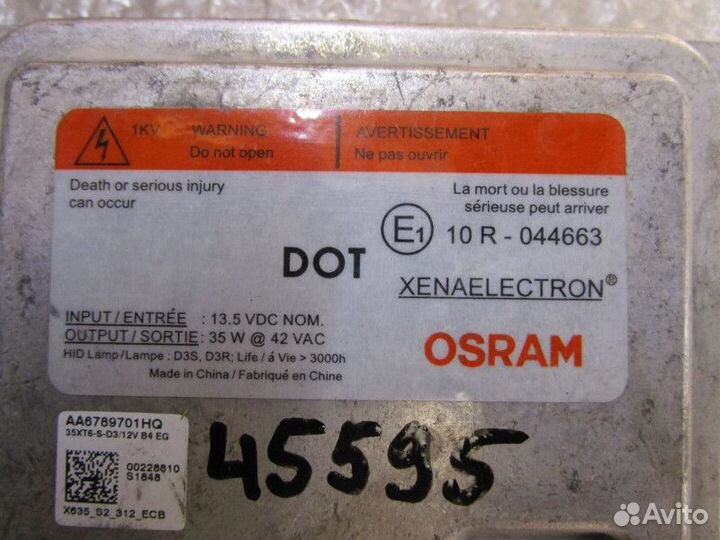 1KV WARNING
Do not open
AVERTISSEMENT
Ne pas ouvrir
Death or serious injury
can occur
La mort ou la blessure
sérieuse peut arriver
E1 10 R - 044663
DOT
XENAELECTRON®
INPUT / ENTRÉE : 13.5 VDC NOM.
OUTPUT / SORTIE : 35 W @ 42 VAC
HID Lamp / Lampe : D3S, D3R; Life / á Vie > 3000h
Made in China / Fabriqué en Chine
OSRAM
AA6789701HQ
35XT6-S-D3/12V B4 EG
00228810
S1848
X635_S2_312_ECB
45595
Avito